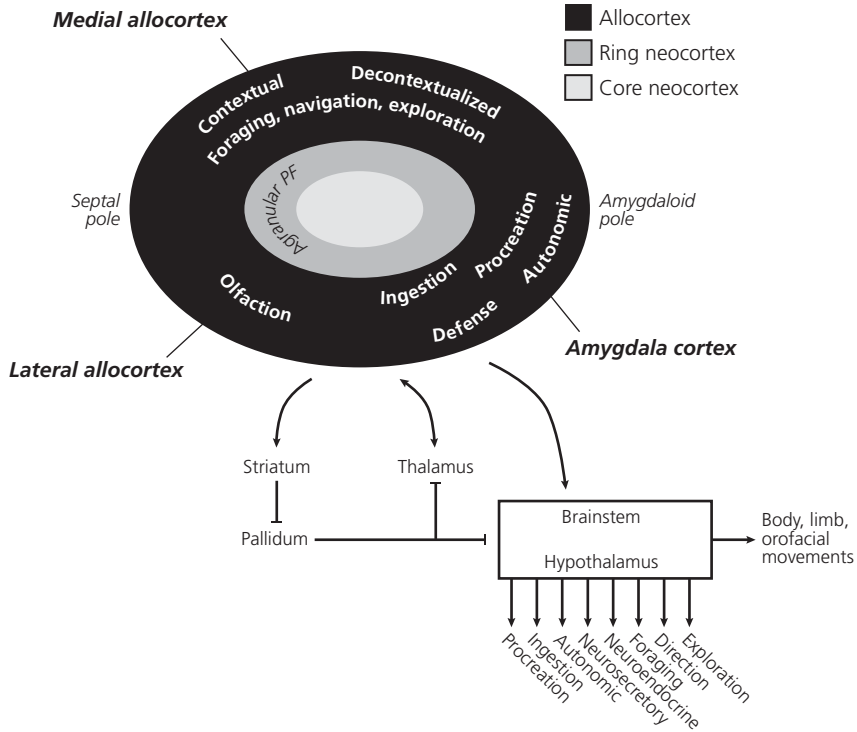 Medial allocortex
Allocortex
Ring neocortex
Core neocortex
Contextual
Decontextualized
Foraging, navigation, exploration
Septal
pole
Agranular PF
Procreation
Autonomic
Amygdaloid
pole
Olfaction
Ingestion
Defense
Lateral allocortex
Amygdala cortex
Striatum
Thalamus
Pallidum
Brainstem
Hypothalamus
Body, limb,
orofacial
movements
Procreation
Ingestion
Autonomic
Neurosecretory
Neuroendocrine
Foraging
Direction
Exploration